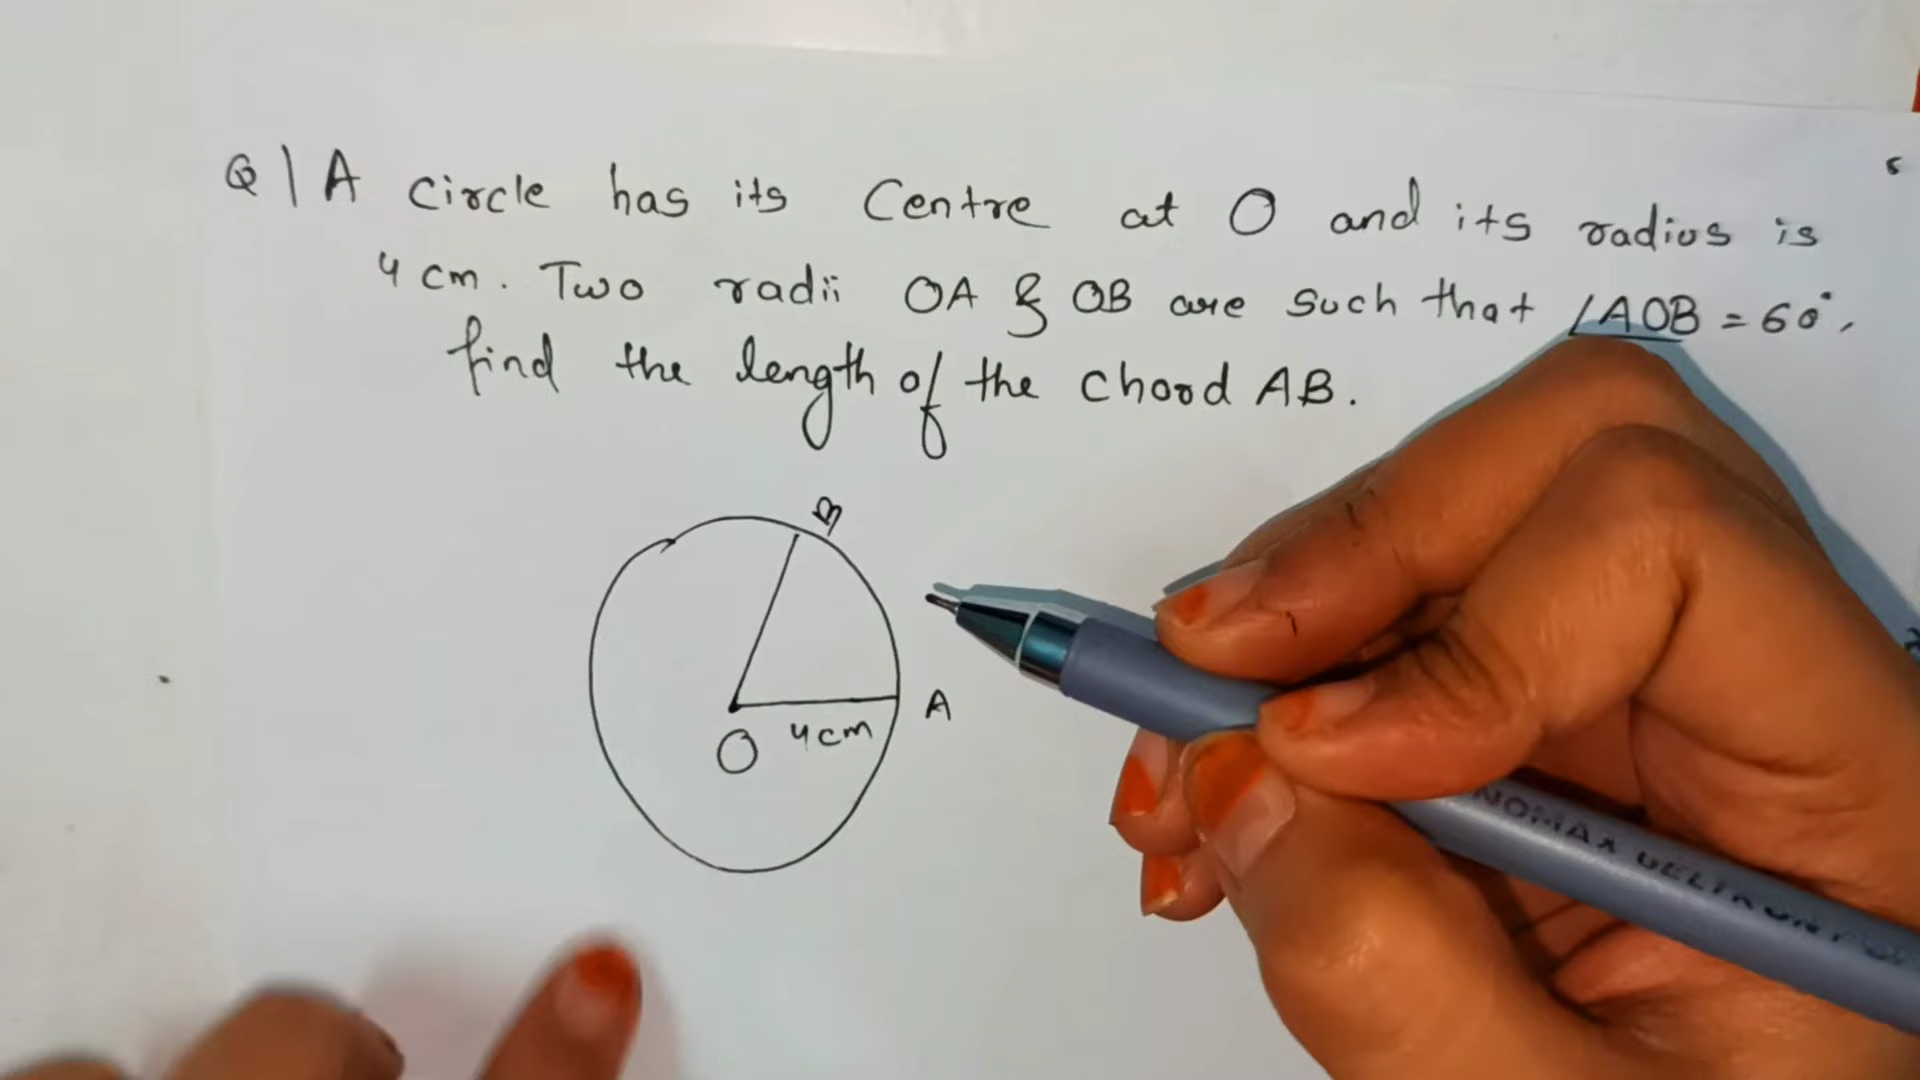 Q1 A circle has its Centre at O and its radius is
4 cm. Two radii OA & OB are such that ∠AOB = 60°,
find the length of the chord AB.
B
A
O 4cm